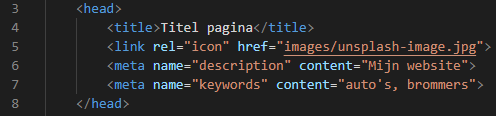 3 <head>
4 <title>Titel pagina</title>
5 <link rel="icon" href="images/unsplash-image.jpg">
6 <meta name="description" content="Mijn website">
7 <meta name="keywords" content="auto's, brommers">
8 </head>